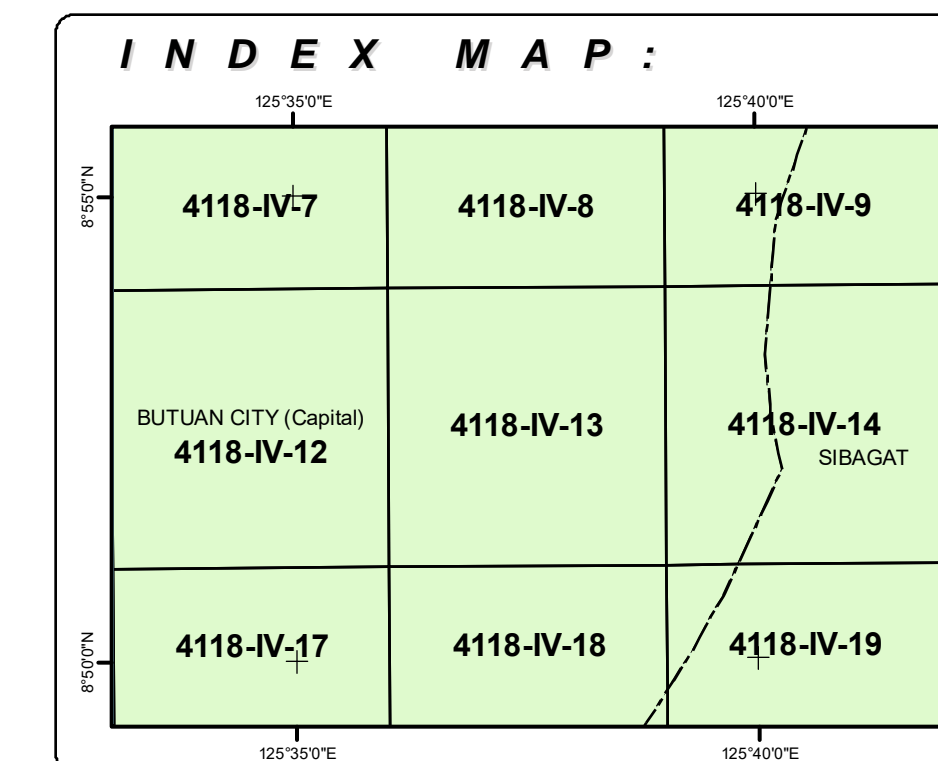 INDEX MAP:
125°35'0"E
125°40'0"E
8°55'0"N
4118-IV-7
4118-IV-8
4118-IV-9
BUTUAN CITY (Capital)
4118-IV-12
4118-IV-13
4118-IV-14
SIBAGAT
4118-IV-17
4118-IV-18
4118-IV-19
8°50'0"N
125°35'0"E
125°40'0"E